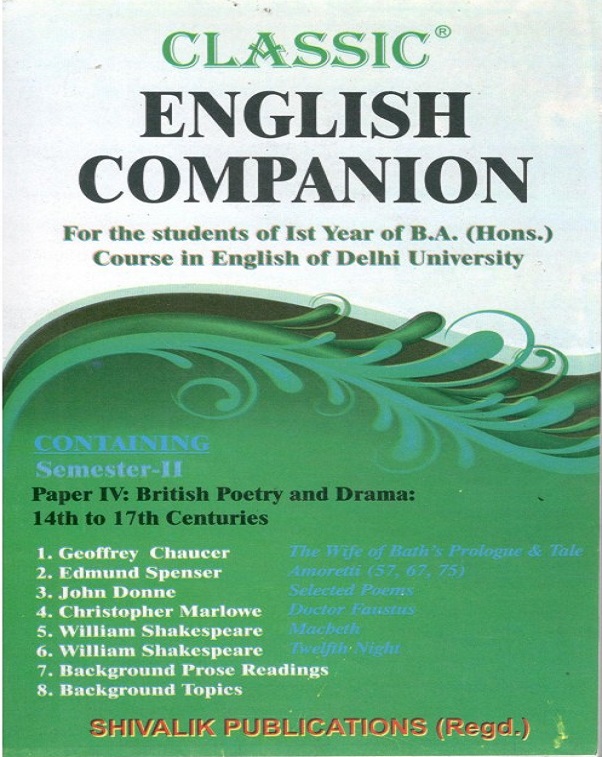 CLASSIC®
ENGLISH
COMPANION
For the students of Ist Year of B.A. (Hons.)
Course in English of Delhi University
CONTAINING
Semester-II
Paper IV: British Poetry and Drama:
14th to 17th Centuries
1. Geoffrey Chaucer The Wife of Bath's Prologue & Tale
2. Edmund Spenser Amoretti (57, 67, 75)
3. John Donne Selected Poems
4. Christopher Marlowe Doctor Faustus
5. William Shakespeare Macbeth
6. William Shakespeare Twelfth Night
7. Background Prose Readings
8. Background Topics
SHIVALIK PUBLICATIONS (Regd.)